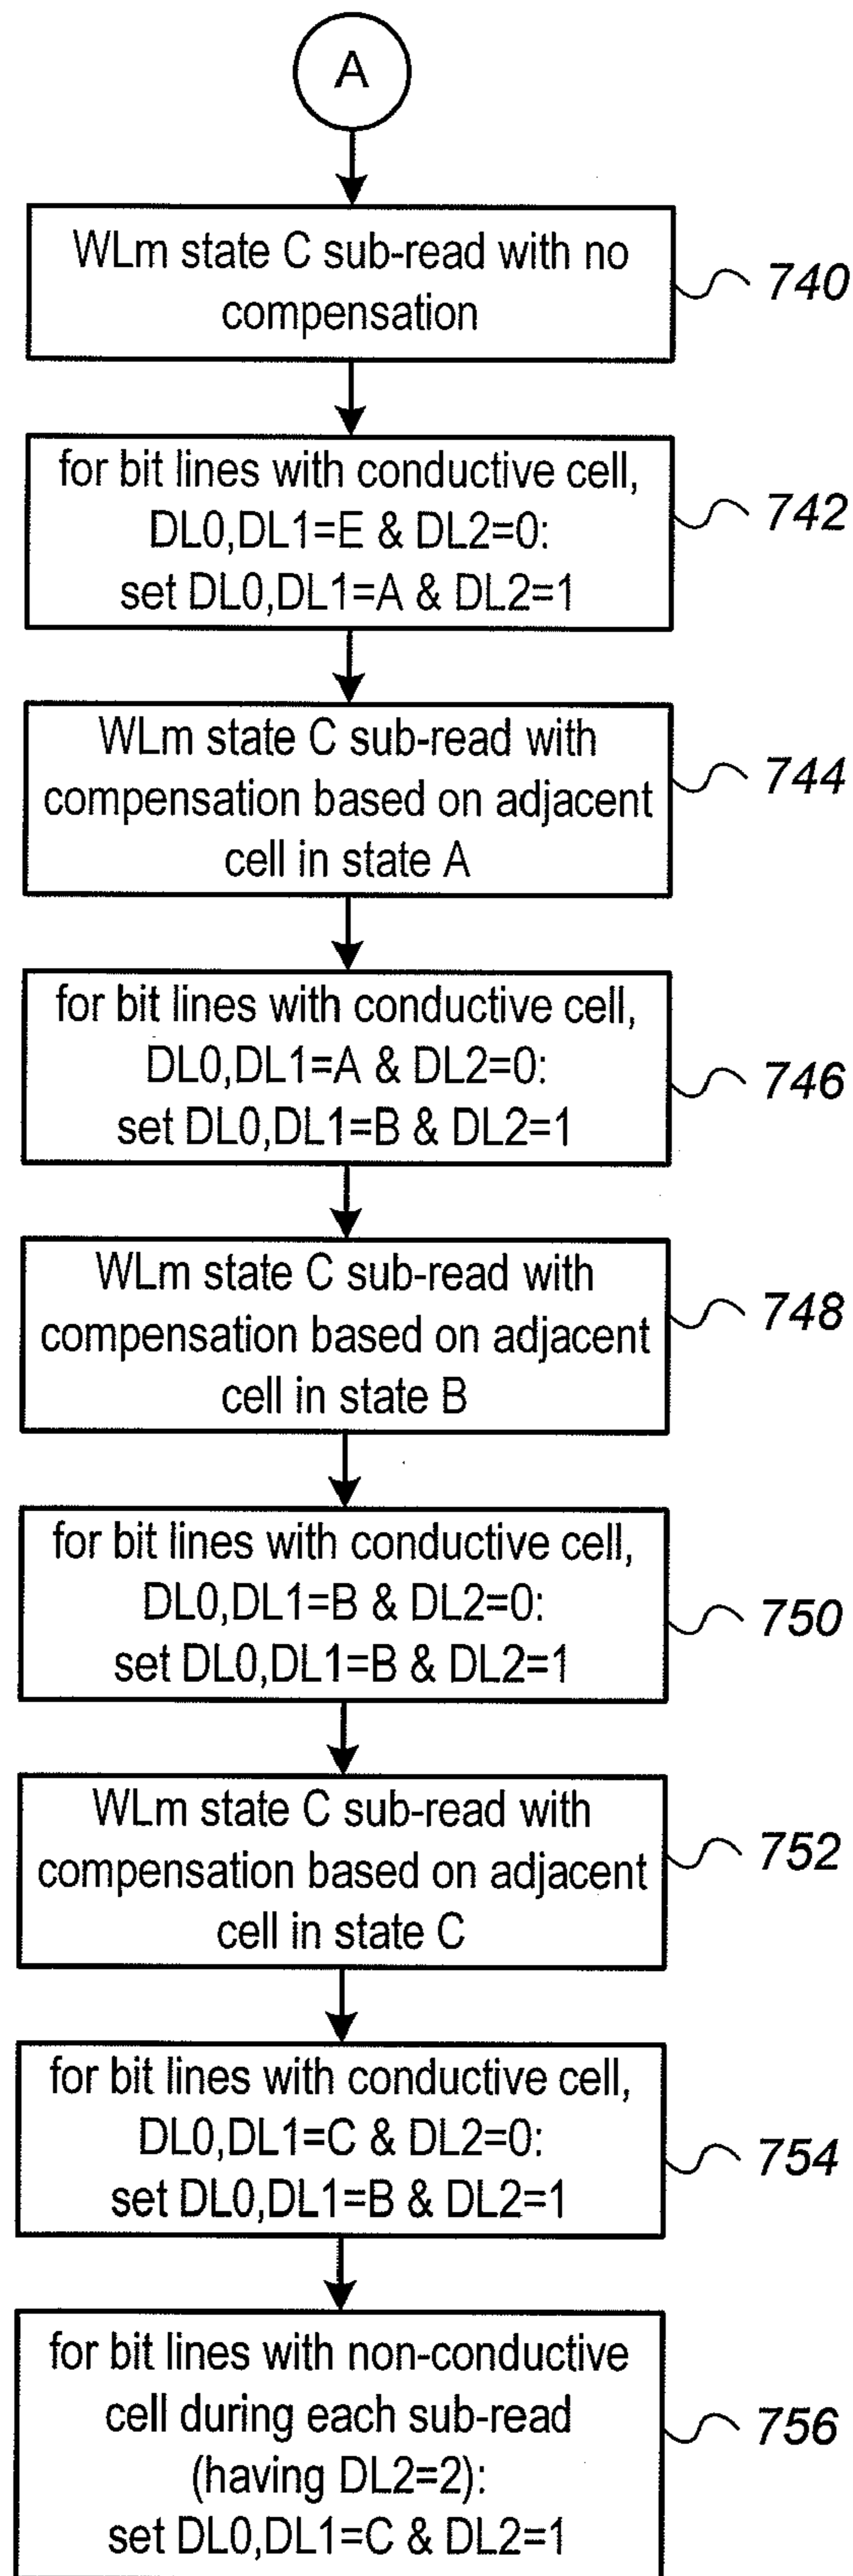 A
WLm state C sub-read with no
compensation
740
for bit lines with conductive cell,
DL0,DL1=E & DL2=0:
set DL0,DL1=A & DL2=1
742
WLm state C sub-read with
compensation based on adjacent
cell in state A
744
for bit lines with conductive cell,
DL0,DL1=A & DL2=0:
set DL0,DL1=B & DL2=1
746
WLm state C sub-read with
compensation based on adjacent
cell in state B
748
for bit lines with conductive cell,
DL0,DL1=B & DL2=0:
set DL0,DL1=B & DL2=1
750
WLm state C sub-read with
compensation based on adjacent
cell in state C
752
for bit lines with conductive cell,
DL0,DL1=C & DL2=0:
set DL0,DL1=B & DL2=1
754
for bit lines with non-conductive
cell during each sub-read
(having DL2=2):
set DL0,DL1=C & DL2=1
756